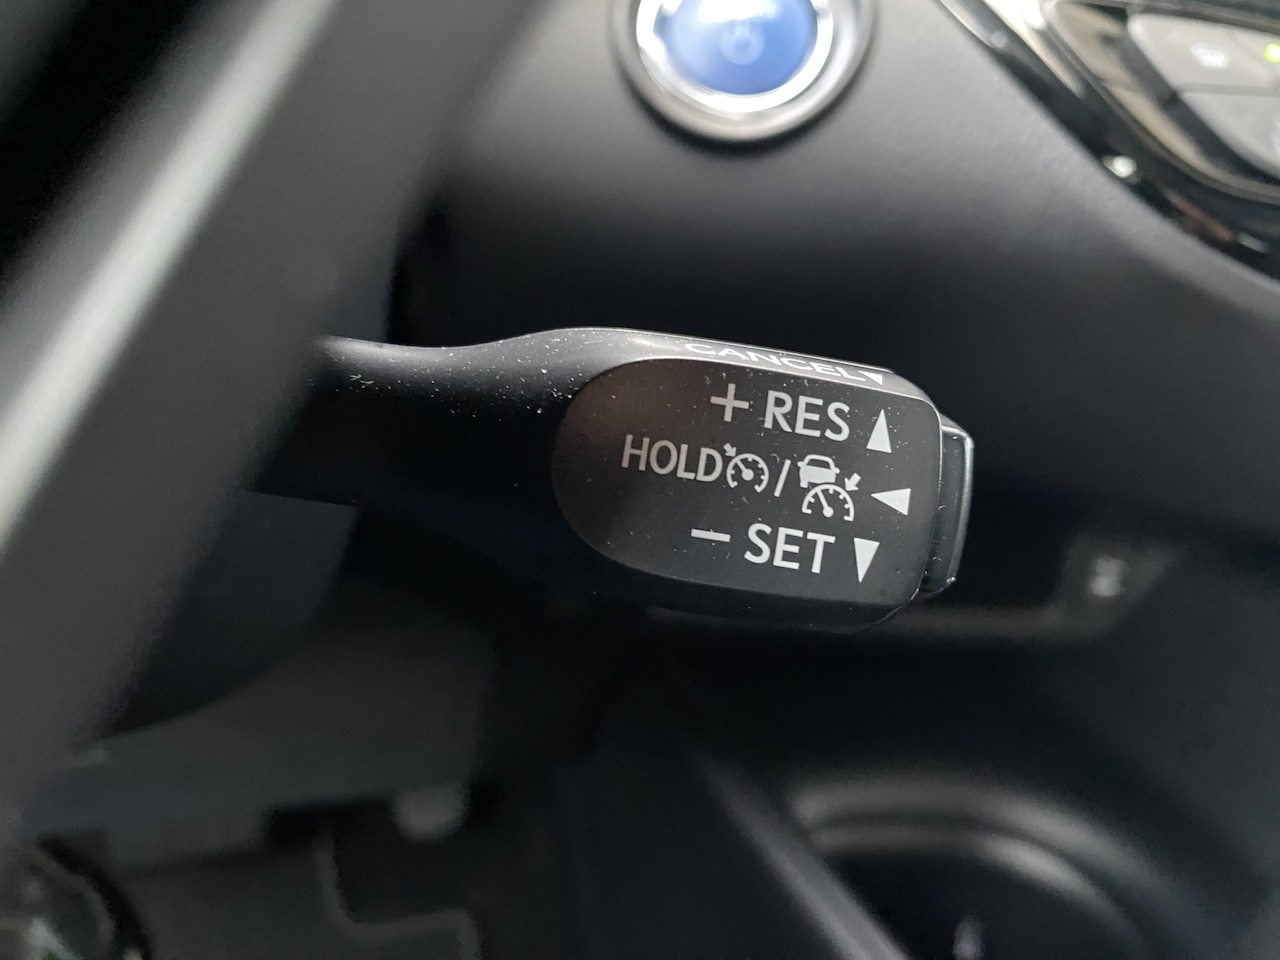 CANCEL▼
+ RES ▲
HOLD / ◀
− SET ▼